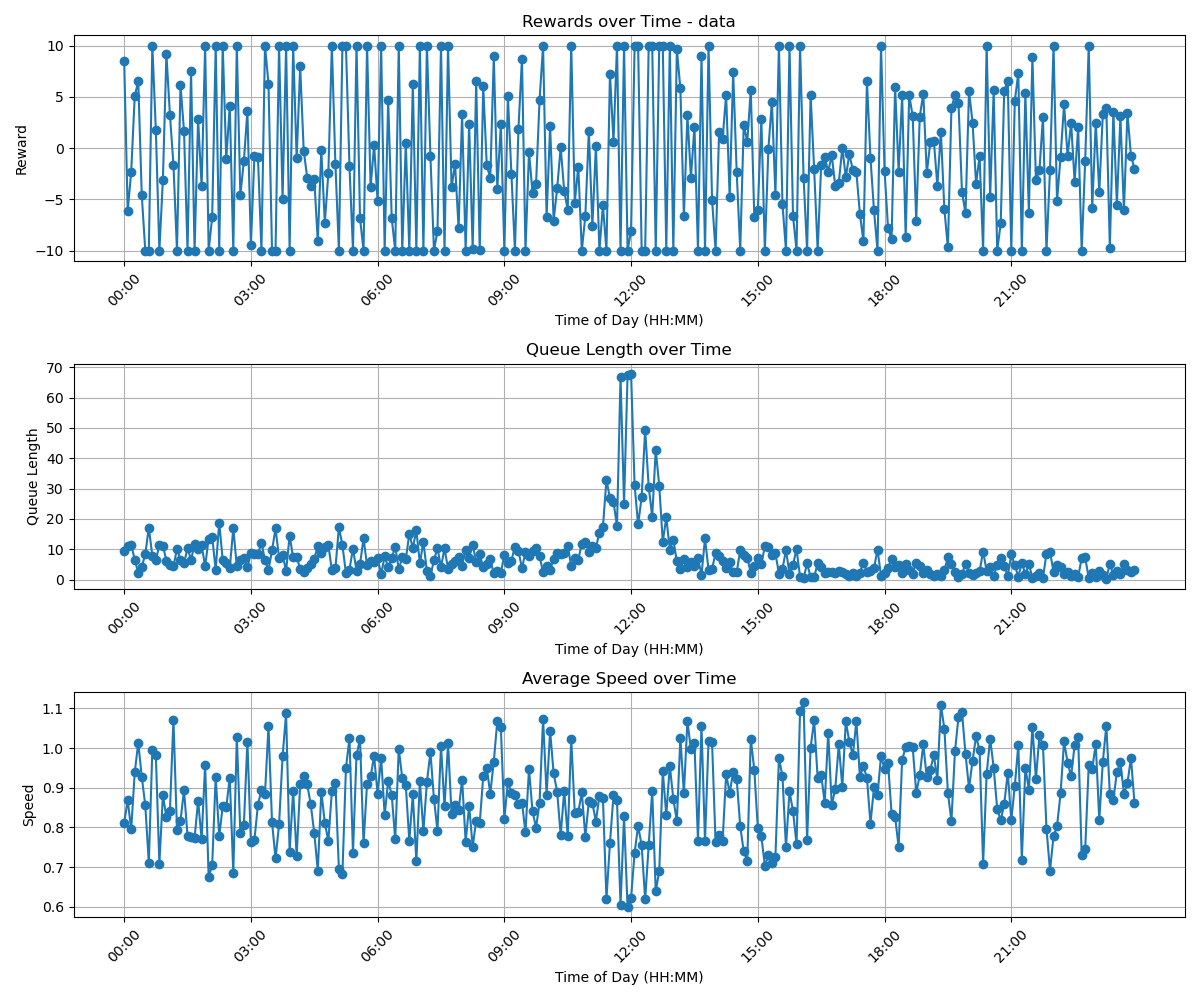 Rewards over Time - data
10
5
0
−5
−10
Reward
00:00 03:00 06:00 09:00 12:00 15:00 18:00 21:00
Time of Day (HH:MM)
Queue Length over Time
70
60
50
40
30
20
10
0
Queue Length
00:00 03:00 06:00 09:00 12:00 15:00 18:00 21:00
Time of Day (HH:MM)
Average Speed over Time
1.1
1.0
0.9
0.8
0.7
0.6
Speed
00:00 03:00 06:00 09:00 12:00 15:00 18:00 21:00
Time of Day (HH:MM)